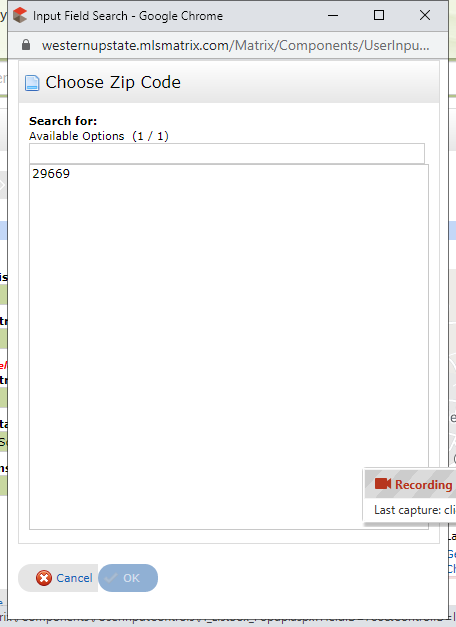 Input Field Search - Google Chrome
westernupstate.mlsmatrix.com/Matrix/Components/UserInpu...
Choose Zip Code
Search for:
Available Options (1 / 1)
29669
Recording
Last capture: cli
Cancel
OK